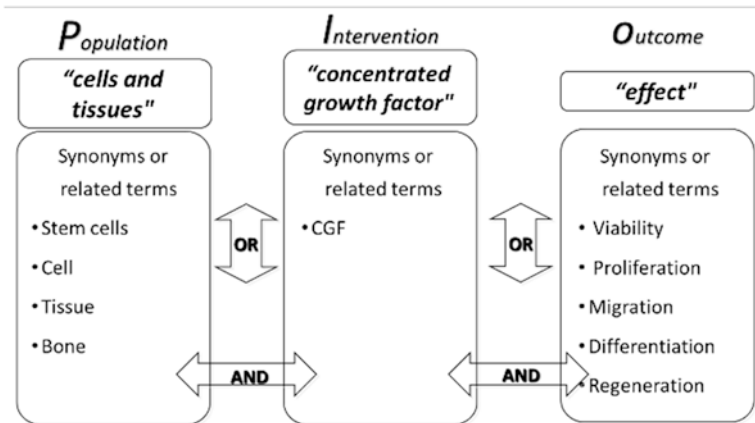 Population
"cells and
tissues"
Synonyms or
related terms
• Stem cells
• Cell
• Tissue
• Bone
OR
AND
Intervention
"concentrated
growth factor"
Synonyms or
related terms
• CGF
OR
AND
Outcome
"effect"
Synonyms or
related terms
• Viability
• Proliferation
• Migration
• Differentiation
• Regeneration